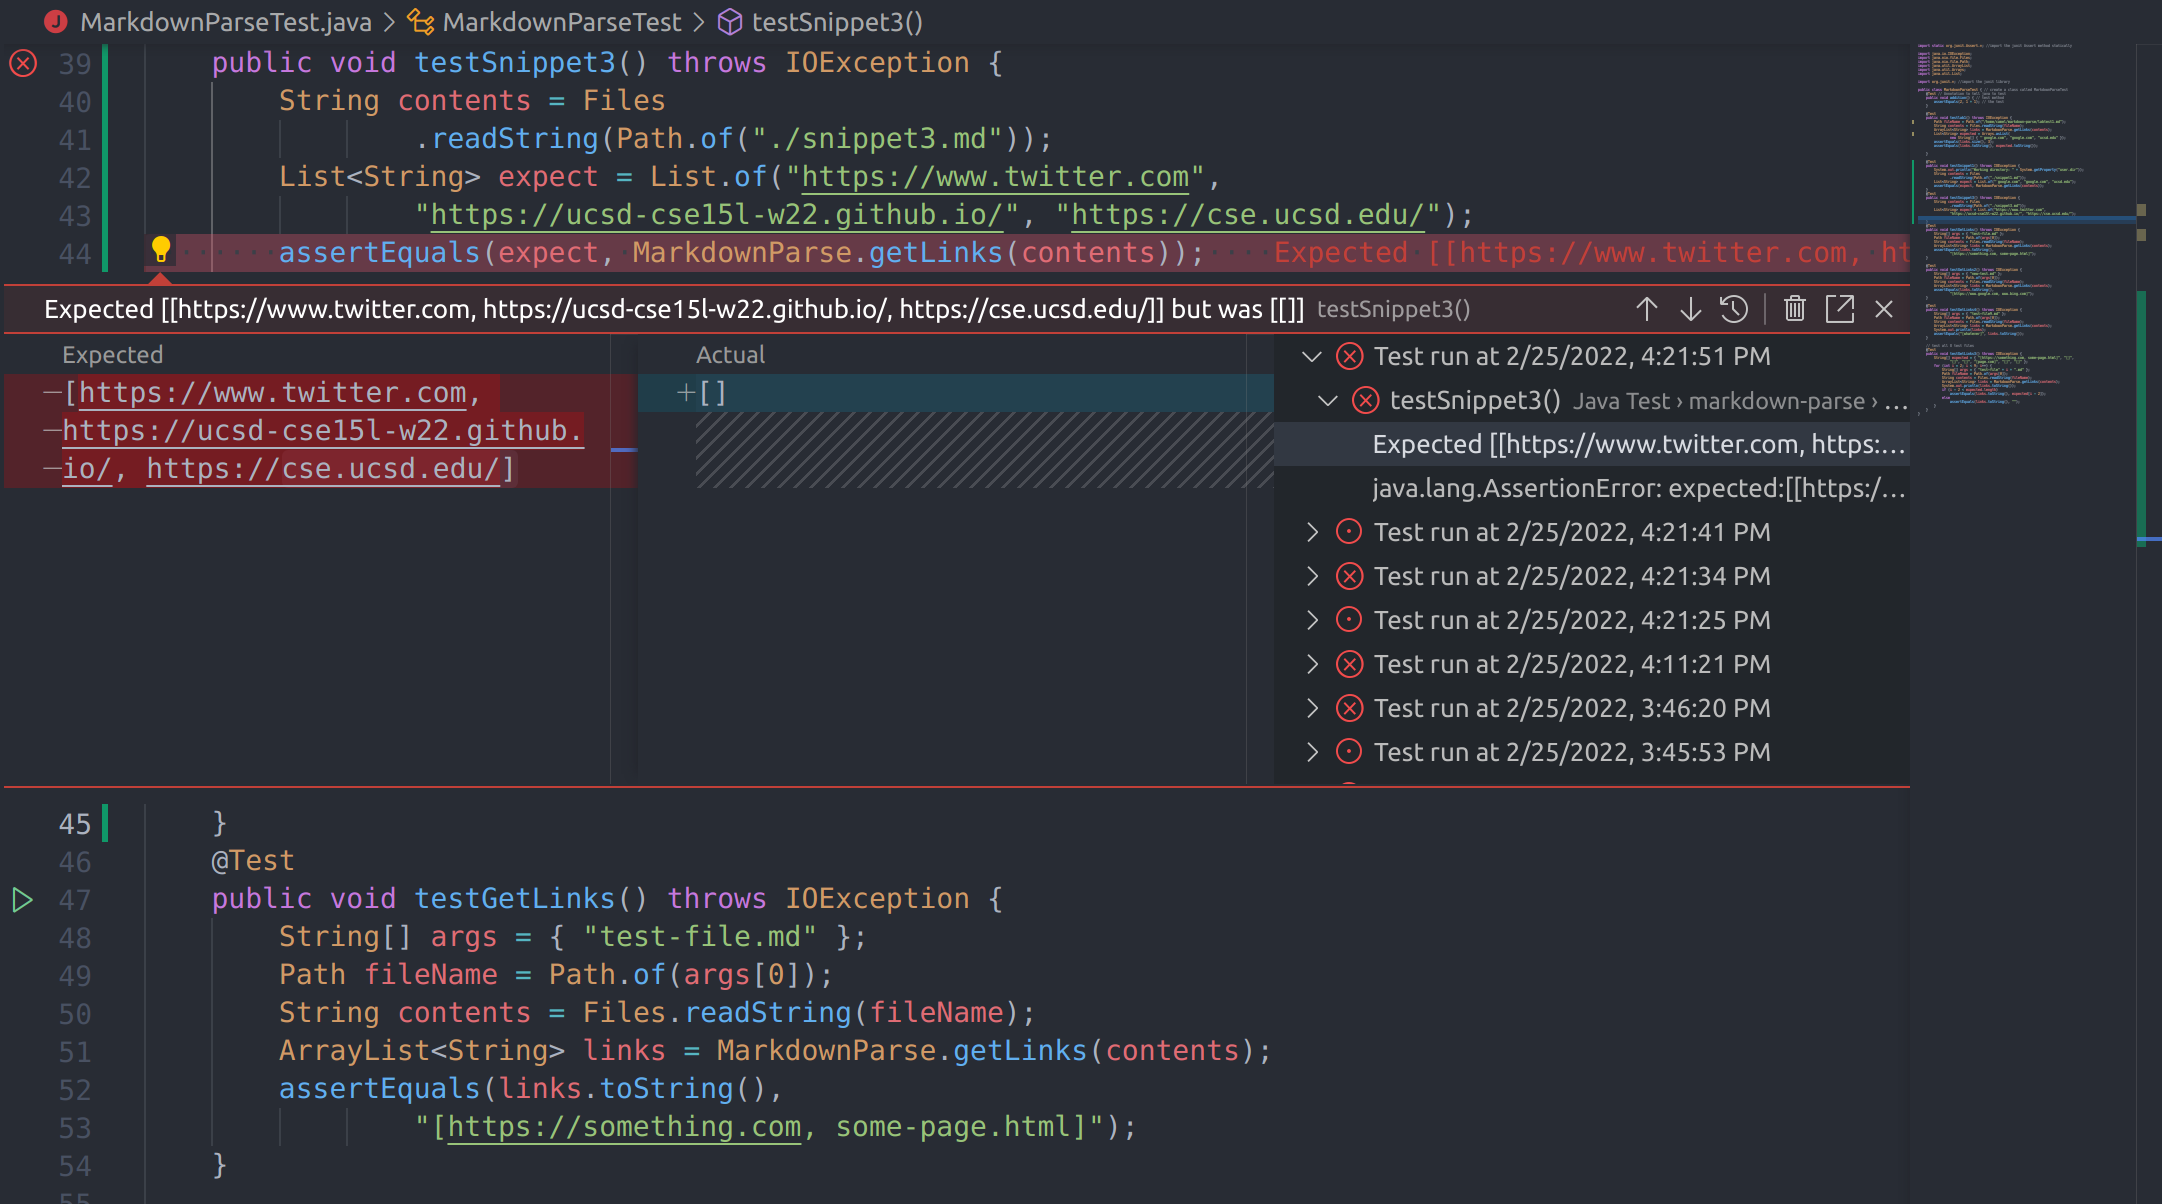 MarkdownParseTest.java > MarkdownParseTest > testSnippet3()
39 public void testSnippet3() throws IOException {
40 String contents = Files
41 .readString(Path.of("./snippet3.md"));
42 List<String> expect = List.of("https://www.twitter.com",
43 "https://ucsd-cse15l-w22.github.io/", "https://cse.ucsd.edu/");
44 assertEquals(expect, MarkdownParse.getLinks(contents)); Expected [[https://www.twitter.com, ht
Expected [[https://www.twitter.com, https://ucsd-cse15l-w22.github.io/, https://cse.ucsd.edu/]] but was [[]] testSnippet3()
Expected
—[https://www.twitter.com,
—https://ucsd-cse15l-w22.github.
—io/, https://cse.ucsd.edu/]
Actual
+[]
Test run at 2/25/2022, 4:21:51 PM
testSnippet3() Java Test › markdown-parse › ...
Expected [[https://www.twitter.com, https:...
java.lang.AssertionError: expected:[[https:/...
Test run at 2/25/2022, 4:21:41 PM
Test run at 2/25/2022, 4:21:34 PM
Test run at 2/25/2022, 4:21:25 PM
Test run at 2/25/2022, 4:11:21 PM
Test run at 2/25/2022, 3:46:20 PM
Test run at 2/25/2022, 3:45:53 PM
45 }
46 @Test
47 public void testGetLinks() throws IOException {
48 String[] args = { "test-file.md" };
49 Path fileName = Path.of(args[0]);
50 String contents = Files.readString(fileName);
51 ArrayList<String> links = MarkdownParse.getLinks(contents);
52 assertEquals(links.toString(),
53 "[https://something.com, some-page.html]");
54 }
55